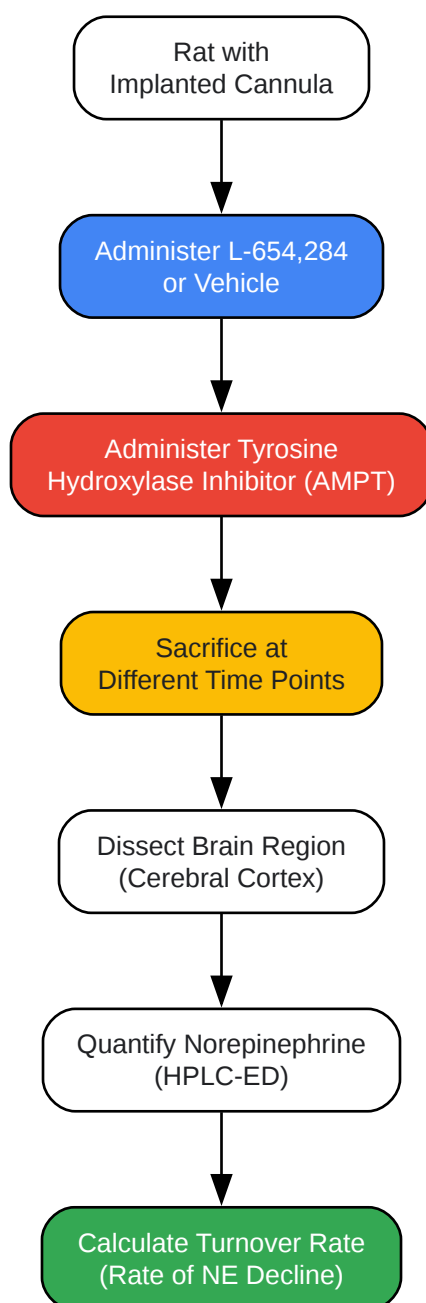 Rat with
Implanted Cannula
Administer L-654,284
or Vehicle
Administer Tyrosine
Hydroxylase Inhibitor (AMPT)
Sacrifice at
Different Time Points
Dissect Brain Region
(Cerebral Cortex)
Quantify Norepinephrine
(HPLC-ED)
Calculate Turnover Rate
(Rate of NE Decline)